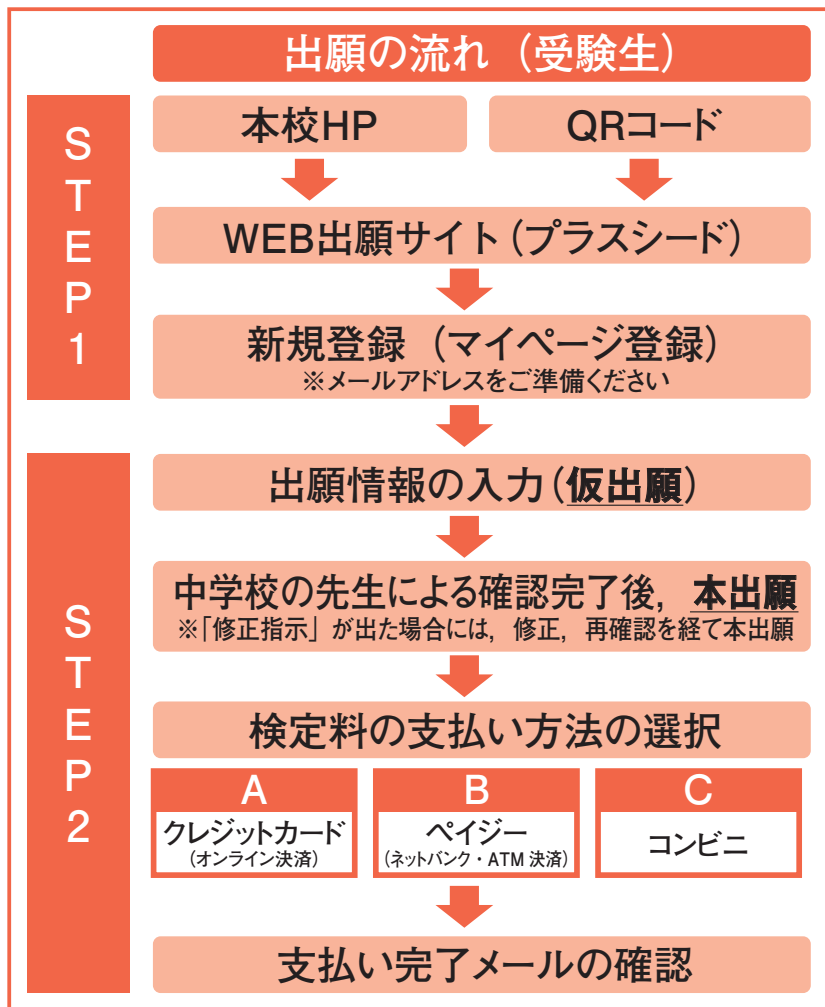 出願の流れ（受験生）
STEP1
本校HP
QRコード
WEB出願サイト（プラスシード）
新規登録（マイページ登録）
※メールアドレスをご準備ください
STEP2
出願情報の入力（仮出願）
中学校の先生による確認完了後，本出願
※「修正指示」が出た場合には，修正，再確認を経て本出願
検定料の支払い方法の選択
A
クレジットカード
（オンライン決済）
B
ペイジー
（ネットバンク・ATM決済）
C
コンビニ
支払い完了メールの確認